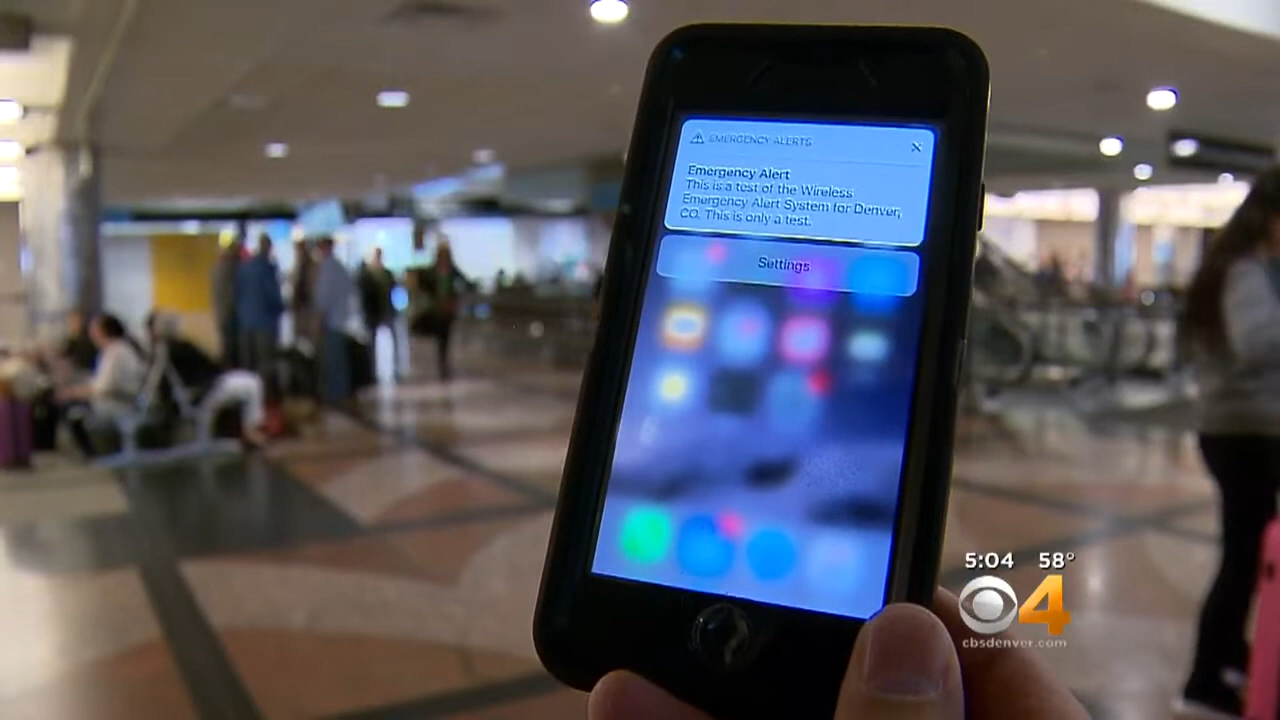 EMERGENCY ALERTS
Emergency Alert
This is a test of the Wireless
Emergency Alert System for Denver,
CO. This is only a test.
Settings
5:04 58°
4
cbsdenver.com